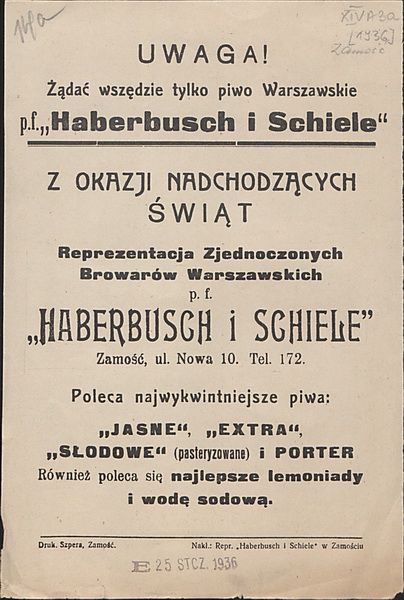 14a
XIVA3a
[1936]
Zamość
UWAGA!
Żądać wszędzie tylko piwo Warszawskie
p.f. „Haberbusch i Schiele"
Z OKAZJI NADCHODZĄCYCH
ŚWIĄT
Reprezentacja Zjednoczonych
Browarów Warszawskich
p. f.
„HABERBUSCH i SCHIELE”
Zamość, ul. Nowa 10. Tel. 172.
Poleca najwykwintniejsze piwa:
„JASNE", „EXTRA",
„SŁODOWE" (pasteryzowane) i PORTER
Również poleca się najlepsze lemoniady
i wodę sodową.
Druk. Szpera, Zamość. Nakł.: Repr. „Haberbusch i Schiele" w Zamościu
E 25 STCZ. 1936